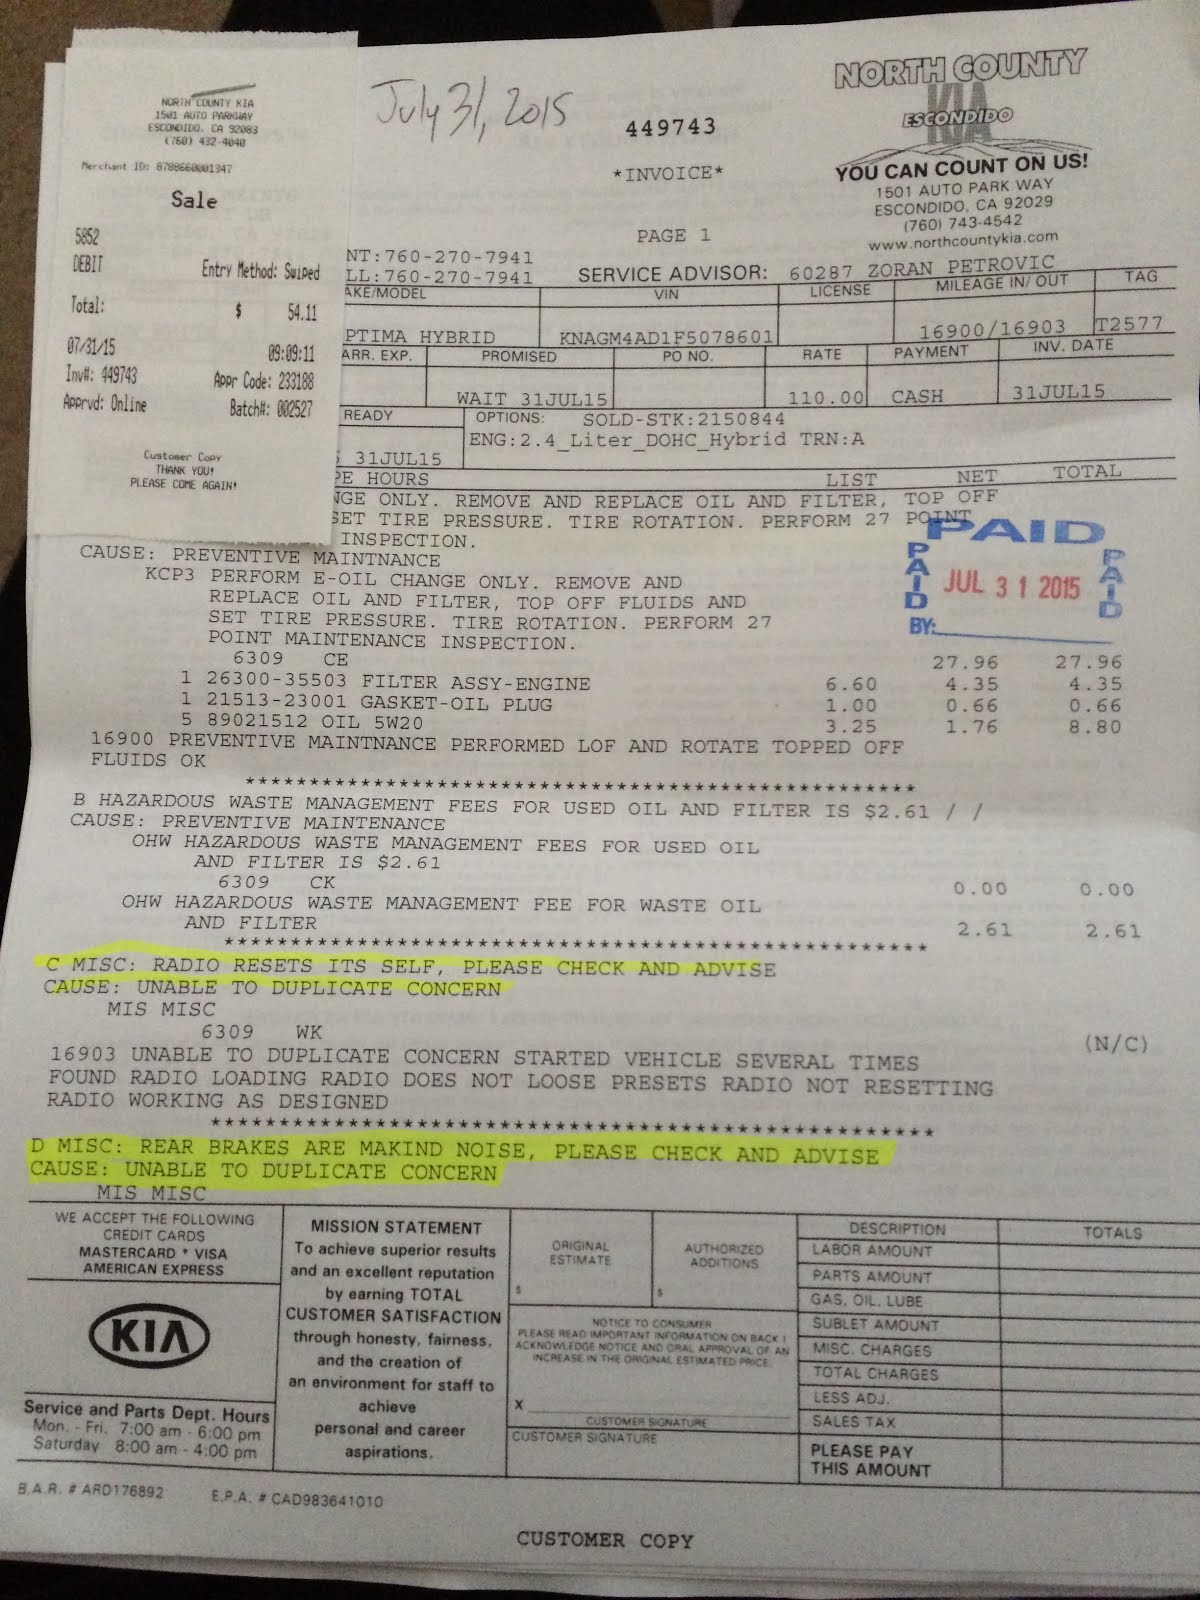 NORTH COUNTY KIA
1501 AUTO PARKWAY
ESCONDIDO, CA 92083
(760) 432-4040
Merchant ID: 8788660001347
Sale
5852
DEBIT Entry Method: Swiped
Total: $ 54.11
07/31/15 09:09:11
Inv#: 449743 Appr Code: 233188
Apprvd: Online Batch#: 002527
Customer Copy
THANK YOU!
PLEASE COME AGAIN!
July 31, 2015
449743
*INVOICE*
PAGE 1
NORTH COUNTY
KIA
ESCONDIDO
YOU CAN COUNT ON US!
1501 AUTO PARK WAY
ESCONDIDO, CA 92029
(760) 743-4542
www.northcountykia.com
NT:760-270-7941
LL:760-270-7941 SERVICE ADVISOR: 60287 ZORAN PETROVIC
AKE/MODEL VIN LICENSE MILEAGE IN/ OUT TAG
PTIMA HYBRID KNAGM4AD1F5078601 16900/16903 T2577
ARR. EXP. PROMISED PO NO. RATE PAYMENT INV. DATE
WAIT 31JUL15 110.00 CASH 31JUL15
READY OPTIONS: SOLD-STK:2150844
ENG:2.4_Liter_DOHC_Hybrid TRN:A
31JUL15
PE HOURS LIST NET TOTAL
NGE ONLY. REMOVE AND REPLACE OIL AND FILTER, TOP OFF
SET TIRE PRESSURE. TIRE ROTATION. PERFORM 27 POINT
INSPECTION.
PAID
PAID
PAID
JUL 31 2015
BY:
CAUSE: PREVENTIVE MAINTNANCE
KCP3 PERFORM E-OIL CHANGE ONLY. REMOVE AND
REPLACE OIL AND FILTER, TOP OFF FLUIDS AND
SET TIRE PRESSURE. TIRE ROTATION. PERFORM 27
POINT MAINTENANCE INSPECTION.
6309 CE 27.96 27.96
1 26300-35503 FILTER ASSY-ENGINE 6.60 4.35 4.35
1 21513-23001 GASKET-OIL PLUG 1.00 0.66 0.66
5 89021512 OIL 5W20 3.25 1.76 8.80
16900 PREVENTIVE MAINTNANCE PERFORMED LOF AND ROTATE TOPPED OFF
FLUIDS OK
****************************************************
B HAZARDOUS WASTE MANAGEMENT FEES FOR USED OIL AND FILTER IS $2.61 / /
CAUSE: PREVENTIVE MAINTENANCE
OHW HAZARDOUS WASTE MANAGEMENT FEES FOR USED OIL
AND FILTER IS $2.61
6309 CK 0.00 0.00
OHW HAZARDOUS WASTE MANAGEMENT FEE FOR WASTE OIL
AND FILTER 2.61 2.61
****************************************************
C MISC: RADIO RESETS ITS SELF, PLEASE CHECK AND ADVISE
CAUSE: UNABLE TO DUPLICATE CONCERN
MIS MISC
6309 WK (N/C)
16903 UNABLE TO DUPLICATE CONCERN STARTED VEHICLE SEVERAL TIMES
FOUND RADIO LOADING RADIO DOES NOT LOOSE PRESETS RADIO NOT RESETTING
RADIO WORKING AS DESIGNED
****************************************************
D MISC: REAR BRAKES ARE MAKIND NOISE, PLEASE CHECK AND ADVISE
CAUSE: UNABLE TO DUPLICATE CONCERN
MIS MISC
WE ACCEPT THE FOLLOWING
CREDIT CARDS
MASTERCARD * VISA
AMERICAN EXPRESS
KIA
Service and Parts Dept. Hours
Mon. - Fri. 7:00 am - 6:00 pm
Saturday 8:00 am - 4:00 pm
MISSION STATEMENT
To achieve superior results
and an excellent reputation
by earning TOTAL
CUSTOMER SATISFACTION
through honesty, fairness,
and the creation of
an environment for staff to
achieve
personal and career
aspirations.
ORIGINAL
ESTIMATE
$
AUTHORIZED
ADDITIONS
$
NOTICE TO CONSUMER
PLEASE READ IMPORTANT INFORMATION ON BACK I
ACKNOWLEDGE NOTICE AND ORAL APPROVAL OF AN
INCREASE IN THE ORIGINAL ESTIMATED PRICE.
X
CUSTOMER SIGNATURE
CUSTOMER SIGNATURE
DESCRIPTION TOTALS
LABOR AMOUNT
PARTS AMOUNT
GAS, OIL, LUBE
SUBLET AMOUNT
MISC. CHARGES
TOTAL CHARGES
LESS ADJ.
SALES TAX
PLEASE PAY
THIS AMOUNT
B.A.R. # ARD176892 E.P.A. # CAD983641010
CUSTOMER COPY